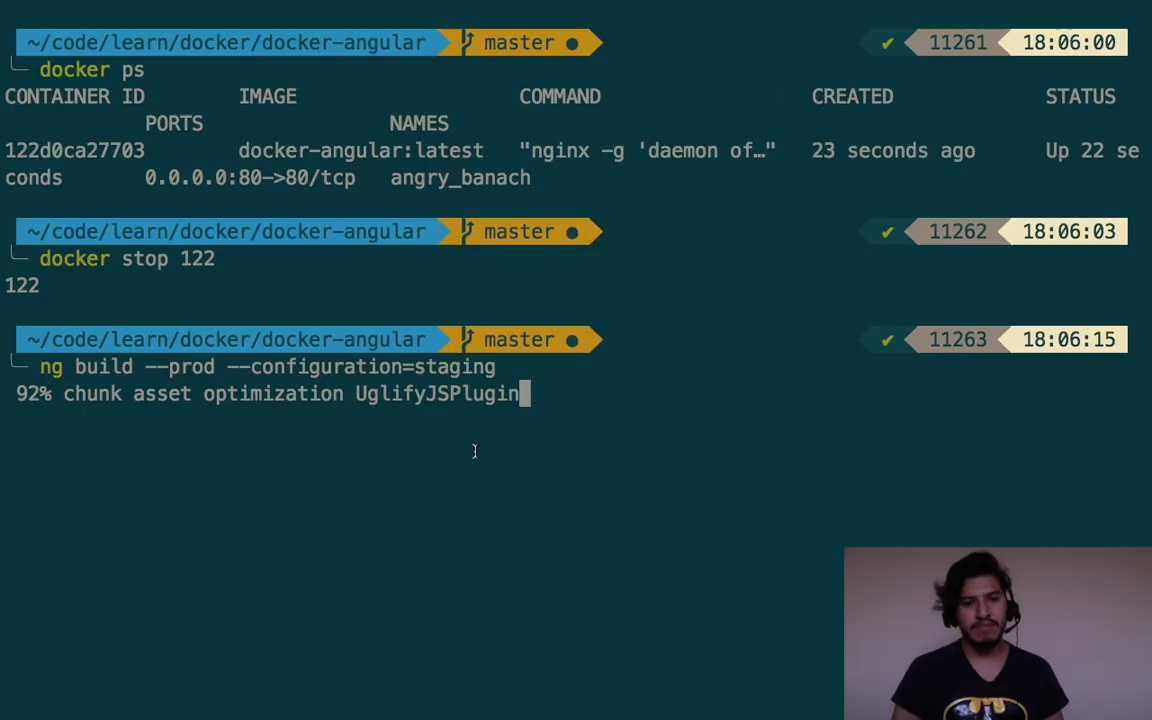 ~/code/learn/docker/docker-angular master ● ✔ 11261 18:06:00
docker ps
CONTAINER ID IMAGE COMMAND CREATED STATUS
PORTS NAMES
122d0ca27703 docker-angular:latest "nginx -g 'daemon of…" 23 seconds ago Up 22 se
conds 0.0.0.0:80->80/tcp angry_banach
~/code/learn/docker/docker-angular master ● ✔ 11262 18:06:03
docker stop 122
122
~/code/learn/docker/docker-angular master ● ✔ 11263 18:06:15
ng build --prod --configuration=staging
92% chunk asset optimization UglifyJSPlugin